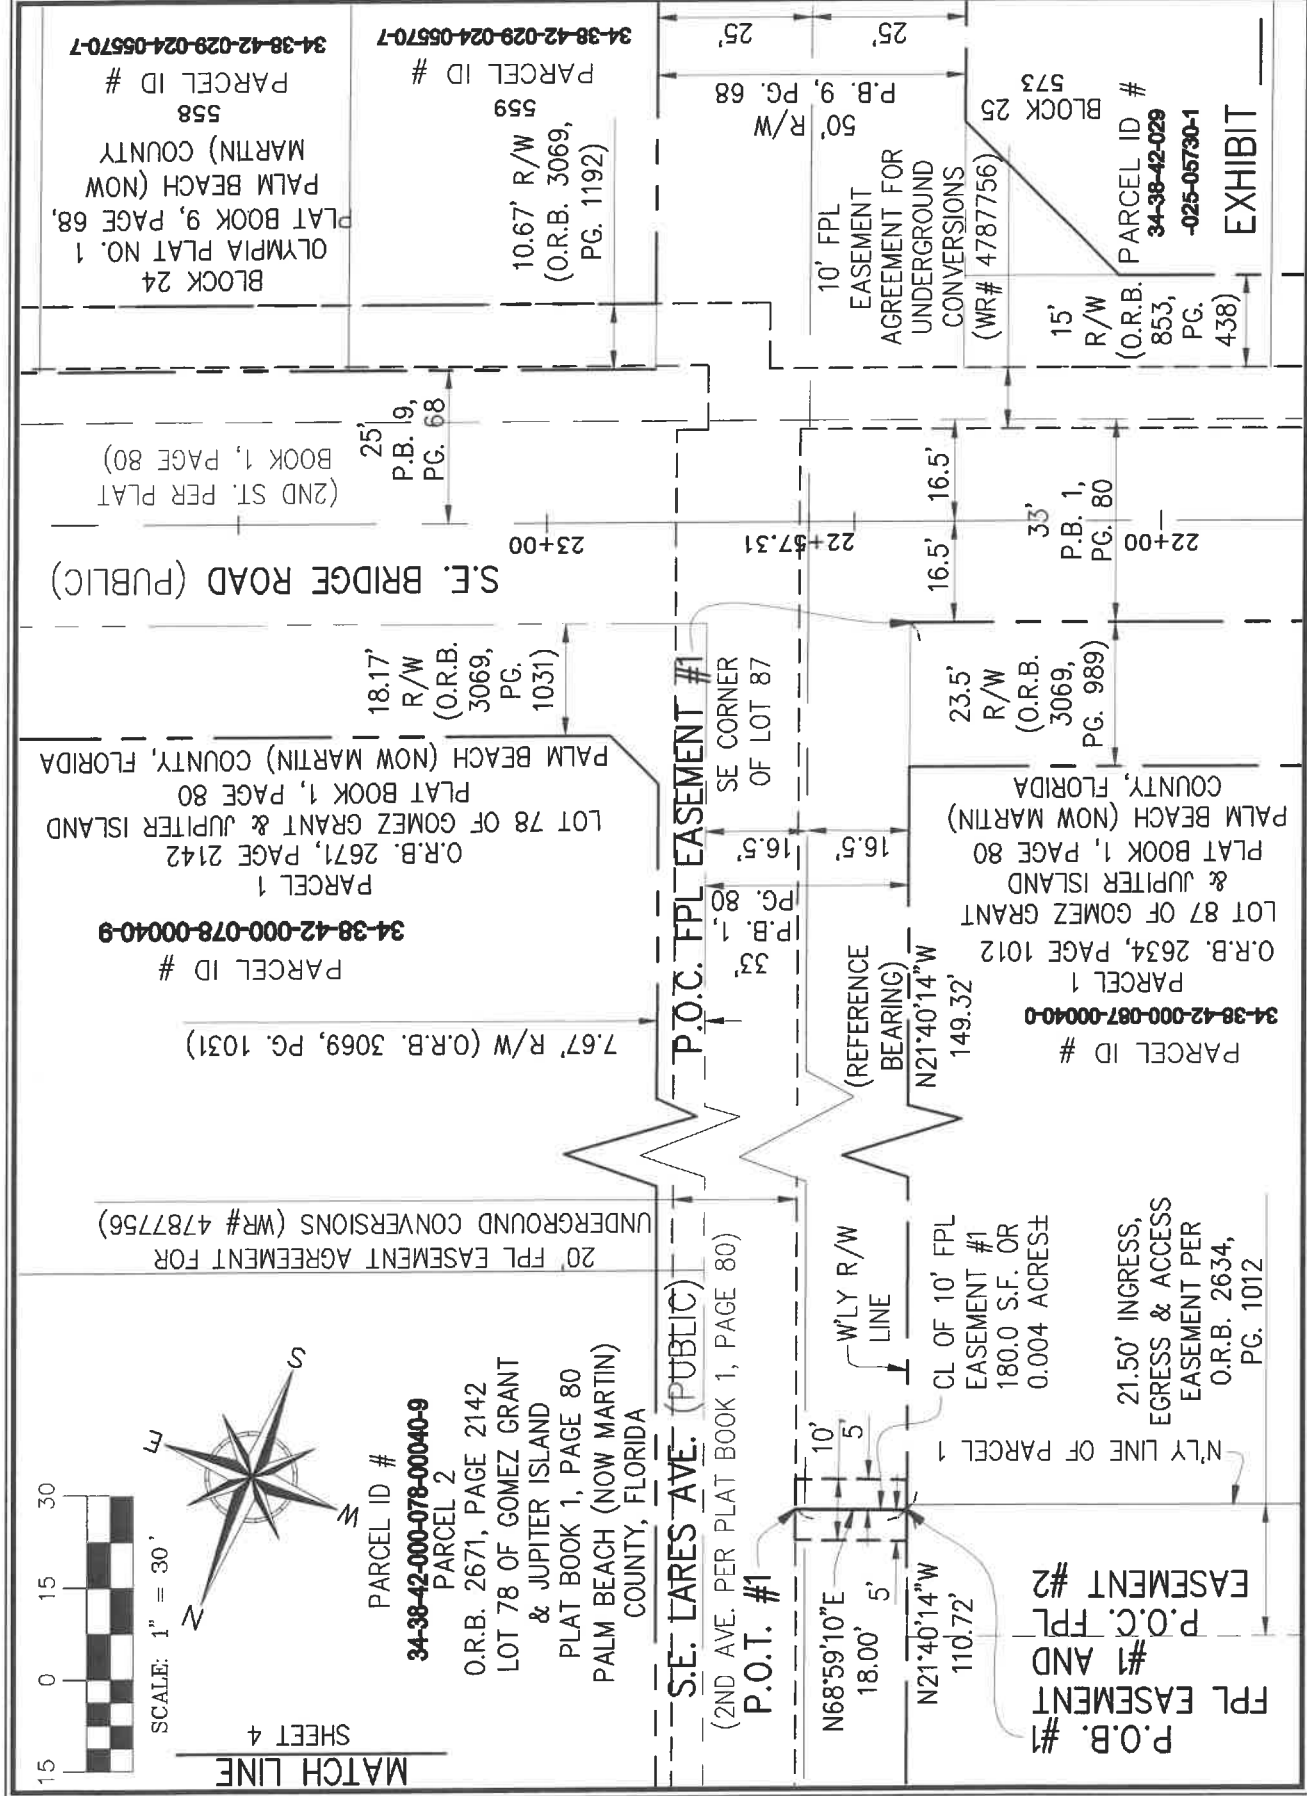 34-38-42-029-024-05570-7
PARCEL ID #
558
MARTIN) COUNTY
PALM BEACH (NOW
PLAT BOOK 9, PAGE 68,
OLYMPIA PLAT NO. 1
BLOCK 24
34-38-42-029-024-05570-7
PARCEL ID #
559
10.67' R/W
(O.R.B. 3069,
PG. 1192)
25'
25'
50' R/W
P.B. 9, PG. 68
BLOCK 25
573
PARCEL ID #
34-38-42-029
-025-05730-1
EXHIBIT
10' FPL
EASEMENT
AGREEMENT FOR
UNDERGROUND
CONVERSIONS
(WR# 4787756)
15'
R/W
(O.R.B.
853,
PG.
438)
25'
P.B. 9,
PG. 68
(2ND ST. PER PLAT
BOOK 1, PAGE 80)
S.E. BRIDGE ROAD (PUBLIC)
23+00
22+57.31
22+00
16.5'
16.5'
33'
P.B. 1,
PG. 80
18.17'
R/W
(O.R.B.
3069,
PG.
1031)
23.5'
R/W
(O.R.B.
3069,
PG. 989)
P.O.C. FPL EASEMENT #1
SE CORNER
OF LOT 87
16.5'
16.5'
33'
P.B. 1,
PG. 80
PARCEL ID #
34-38-42-000-078-00040-9
PARCEL 1
O.R.B. 2671, PAGE 2142
LOT 78 OF GOMEZ GRANT & JUPITER ISLAND
PLAT BOOK 1, PAGE 80
PALM BEACH (NOW MARTIN) COUNTY, FLORIDA
7.67' R/W (O.R.B. 3069, PG. 1031)
PARCEL ID #
34-38-42-000-087-00040-0
PARCEL 1
O.R.B. 2634, PAGE 1012
LOT 87 OF GOMEZ GRANT
& JUPITER ISLAND
PLAT BOOK 1, PAGE 80
PALM BEACH (NOW MARTIN)
COUNTY, FLORIDA
(REFERENCE
BEARING)
N21°40'14"W
149.32'
20' FPL EASEMENT AGREEMENT FOR
UNDERGROUND CONVERSIONS (WR# 4787756)
S.E. LARES AVE. (PUBLIC)
(2ND AVE. PER PLAT BOOK 1, PAGE 80)
W'LY R/W
LINE
CL OF 10' FPL
EASEMENT #1
180.0 S.F. OR
0.004 ACRES±
21.50' INGRESS,
EGRESS & ACCESS
EASEMENT PER
O.R.B. 2634,
PG. 1012
N'LY LINE OF PARCEL 1
10'
5'
5'
P.O.T. #1
N68°59'10"E
18.00'
N21°40'14"W
110.72'
P.O.B. #1
FPL EASEMENT
#1 AND
P.O.C. FPL
EASEMENT #2
PARCEL ID #
34-38-42-000-078-00040-9
PARCEL 2
O.R.B. 2671, PAGE 2142
LOT 78 OF GOMEZ GRANT
& JUPITER ISLAND
PLAT BOOK 1, PAGE 80
PALM BEACH (NOW MARTIN)
COUNTY, FLORIDA
N
E
S
W
15
0
15
30
SCALE: 1" = 30'
MATCH LINE
SHEET 4